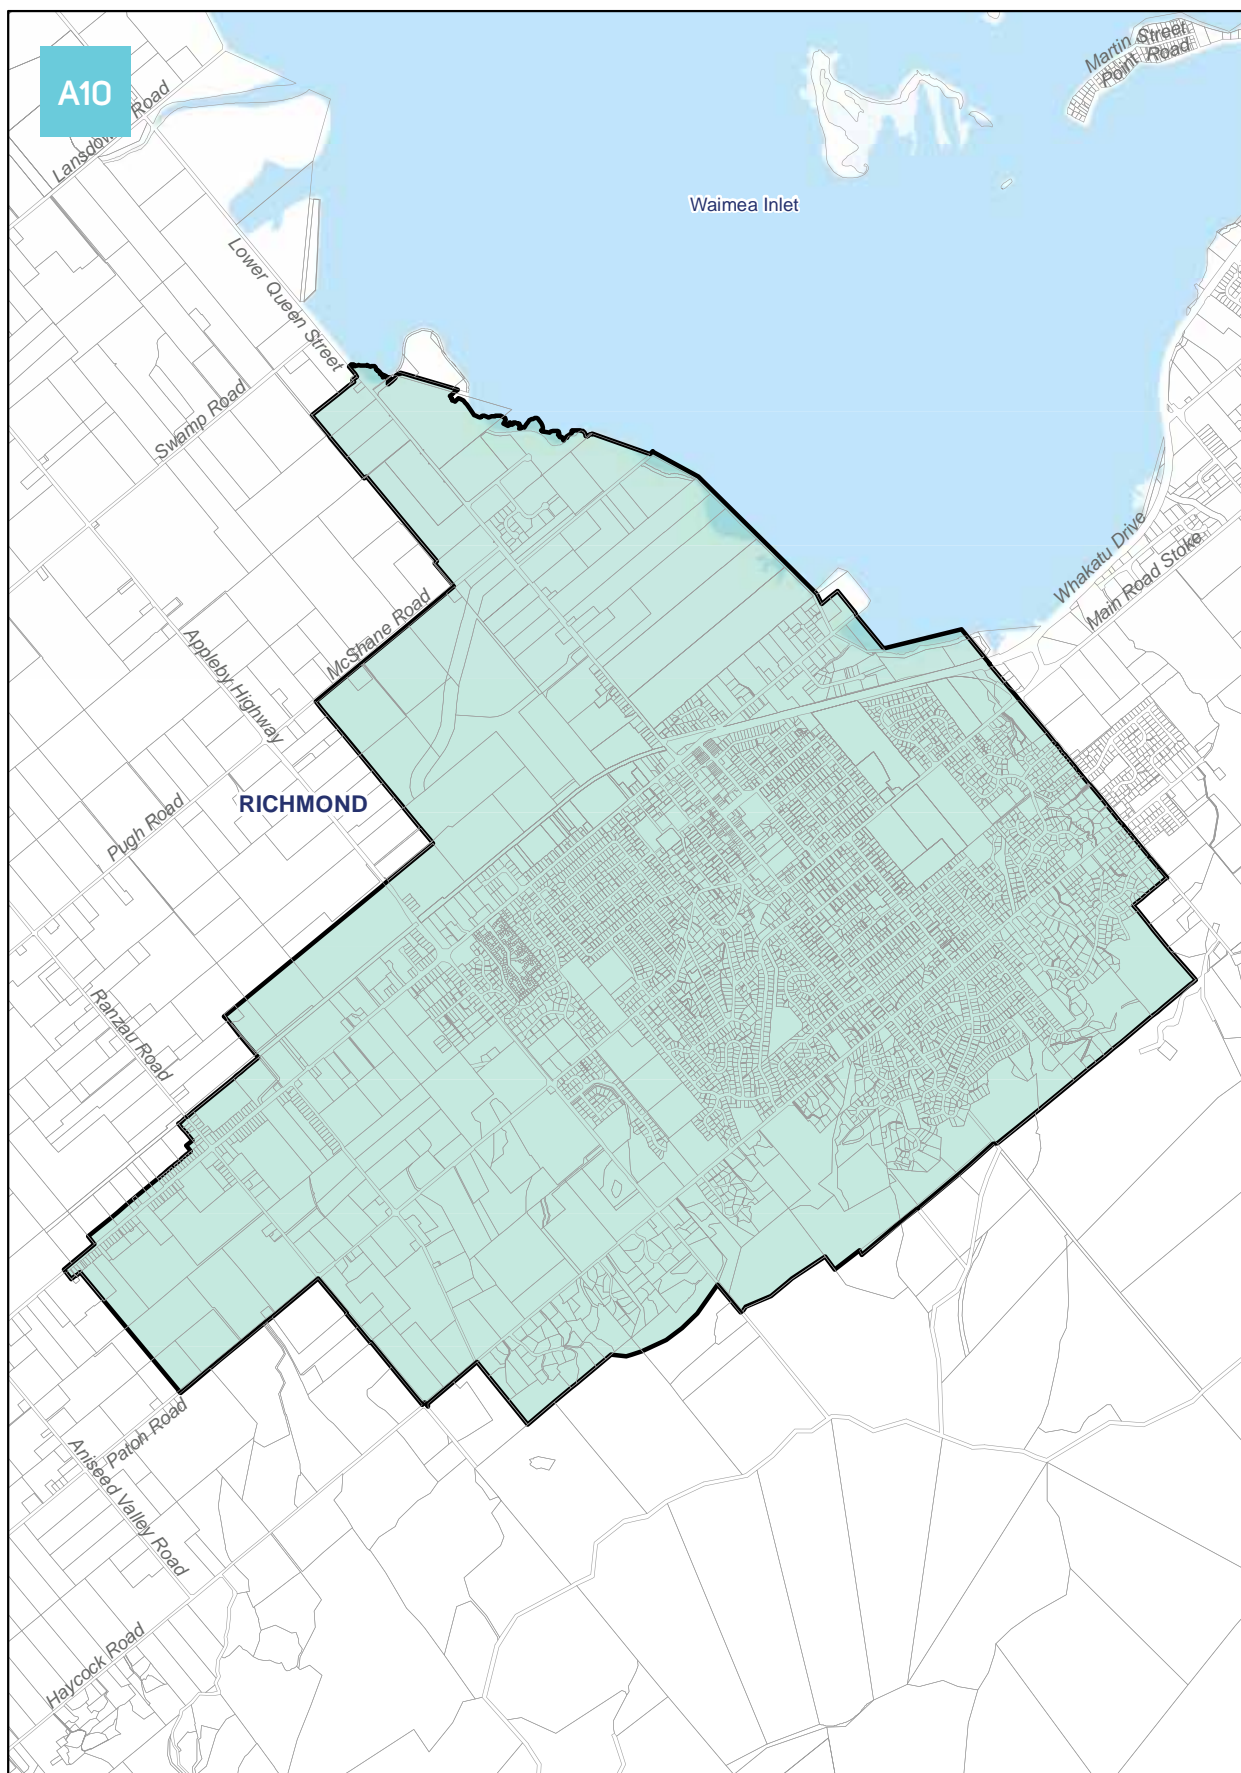 A10
Martin Street
Point Road
Lansdow Road
Waimea Inlet
Lower Queen Street
Swamp Road
Whakatu Drive
Main Road Stoke
McShane Road
Appleby Highway
RICHMOND
Pugh Road
Ranzau Road
Paton Road
Aniseed Valley Road
Haycock Road